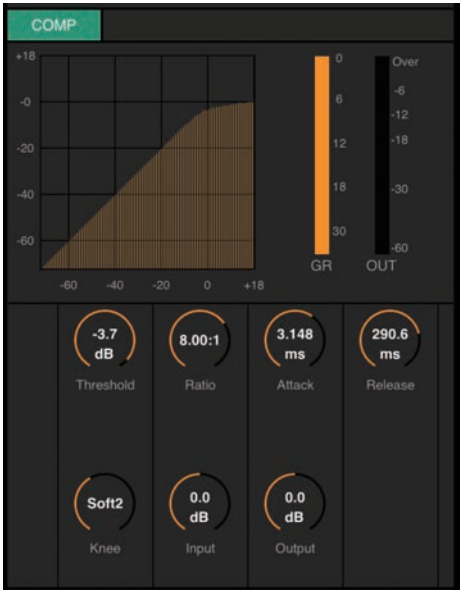 COMP
+18
-0
-20
-40
-60
-60 -40 -20 0 +18
0
6
12
18
30
GR
Over
-6
-12
-18
-30
-60
OUT
-3.7
dB
Threshold
8.00:1
Ratio
3.148
ms
Attack
290.6
ms
Release
Soft2
Knee
0.0
dB
Input
0.0
dB
Output